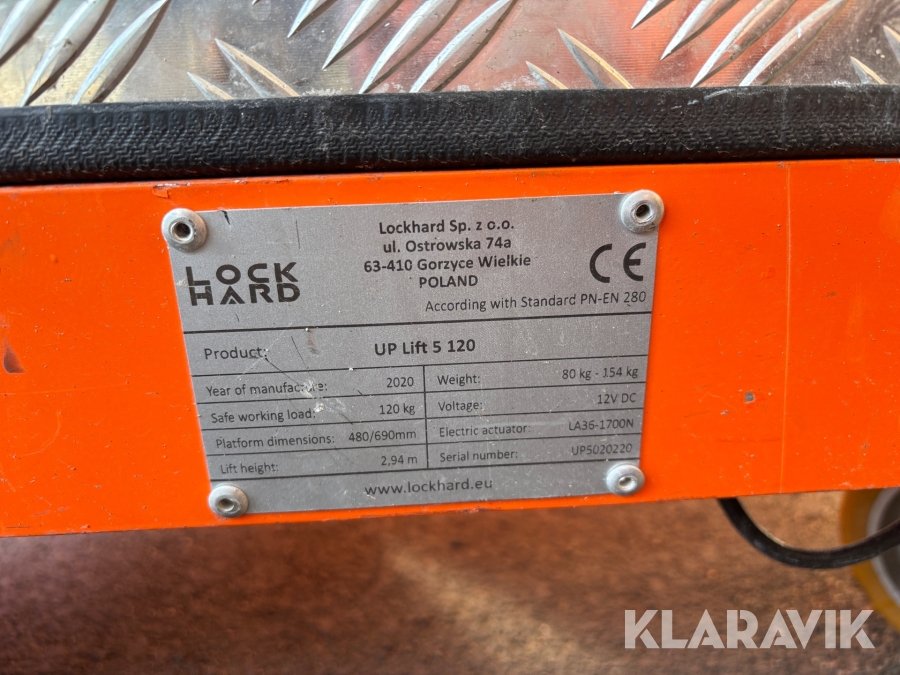 Lockhard Sp. z o.o.
ul. Ostrowska 74a
63-410 Gorzyce Wielkie
POLAND
LOCK
HARD
CE
According with Standard PN-EN 280
Product: UP Lift 5 120
Year of manufacture: 2020
Safe working load: 120 kg
Platform dimensions: 480/690mm
Lift height: 2,94 m
Weight: 80 kg - 154 kg
Voltage: 12V DC
Electric actuator: LA36-1700N
Serial number: UP5020220
www.lockhard.eu
KLARAVIK